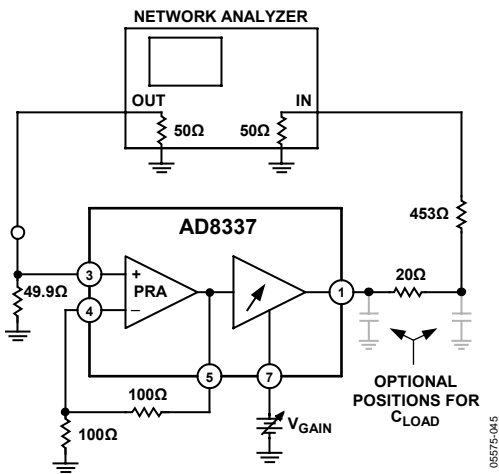 NETWORK ANALYZER
OUT
IN
50Ω
50Ω
453Ω
AD8337
49.9Ω
3
+
PRA
4
–
1
20Ω
5
7
100Ω
100Ω
VGAIN
OPTIONAL
POSITIONS FOR
CLOAD
05575-045